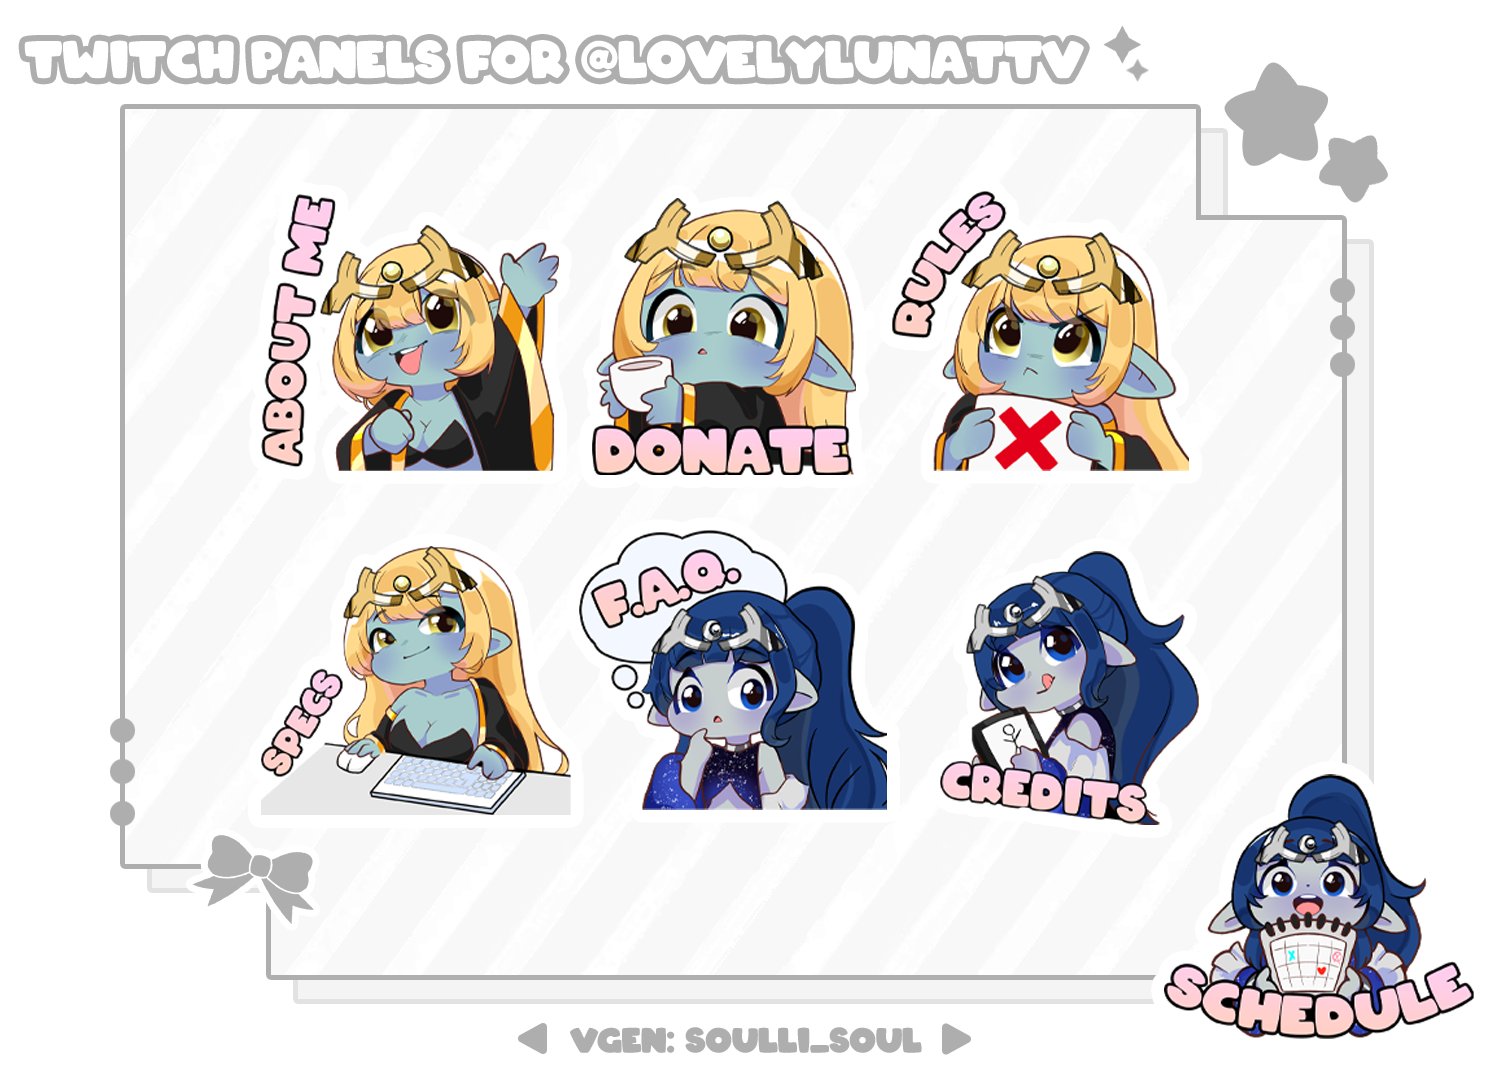 TWITCH PANELS FOR @LOVELYLUNATTV
ABOUT ME
DONATE
RULES
SPECS
F.A.Q.
CREDITS
SCHEDULE
VGEN: SOULLI_SOUL